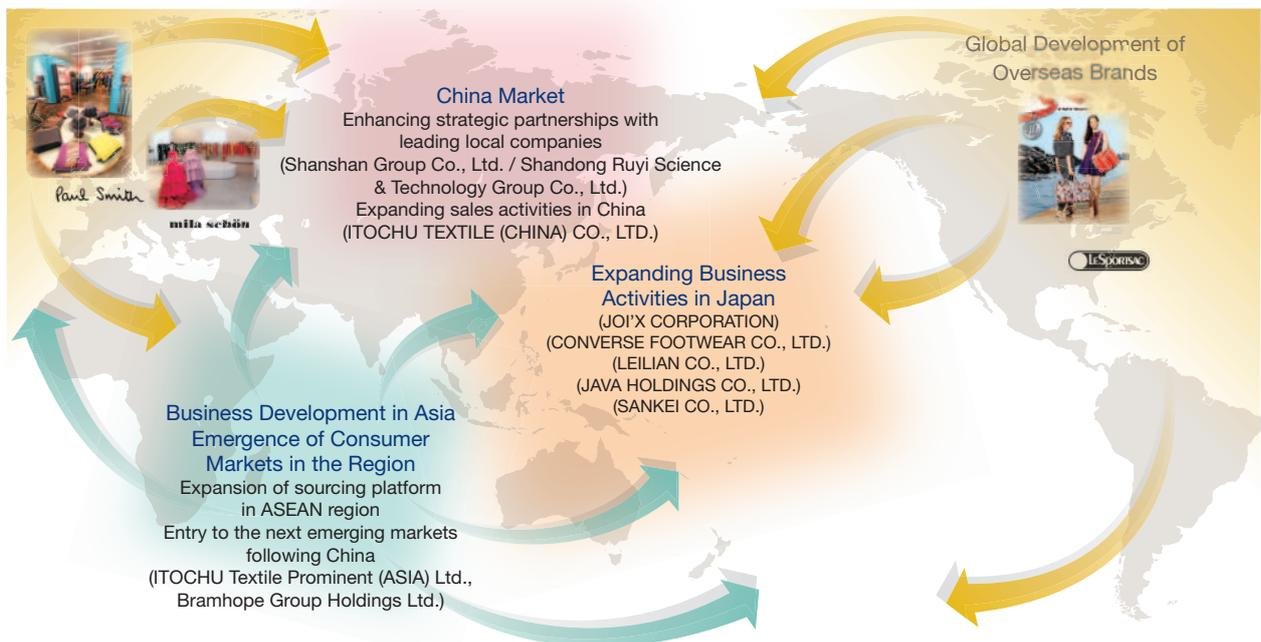 Paul Smith
mila schön
China Market
Enhancing strategic partnerships with
leading local companies
(Shanshan Group Co., Ltd. / Shandong Ruyi Science
& Technology Group Co., Ltd.)
Expanding sales activities in China
(ITOCHU TEXTILE (CHINA) CO., LTD.)
Global Development of
Overseas Brands
LESPORTSAC
Expanding Business
Activities in Japan
(JOI’X CORPORATION)
(CONVERSE FOOTWEAR CO., LTD.)
(LEILIAN CO., LTD.)
(JAVA HOLDINGS CO., LTD.)
(SANKEI CO., LTD.)
Business Development in Asia
Emergence of Consumer
Markets in the Region
Expansion of sourcing platform
in ASEAN region
Entry to the next emerging markets
following China
(ITOCHU Textile Prominent (ASIA) Ltd.,
Bramhope Group Holdings Ltd.)